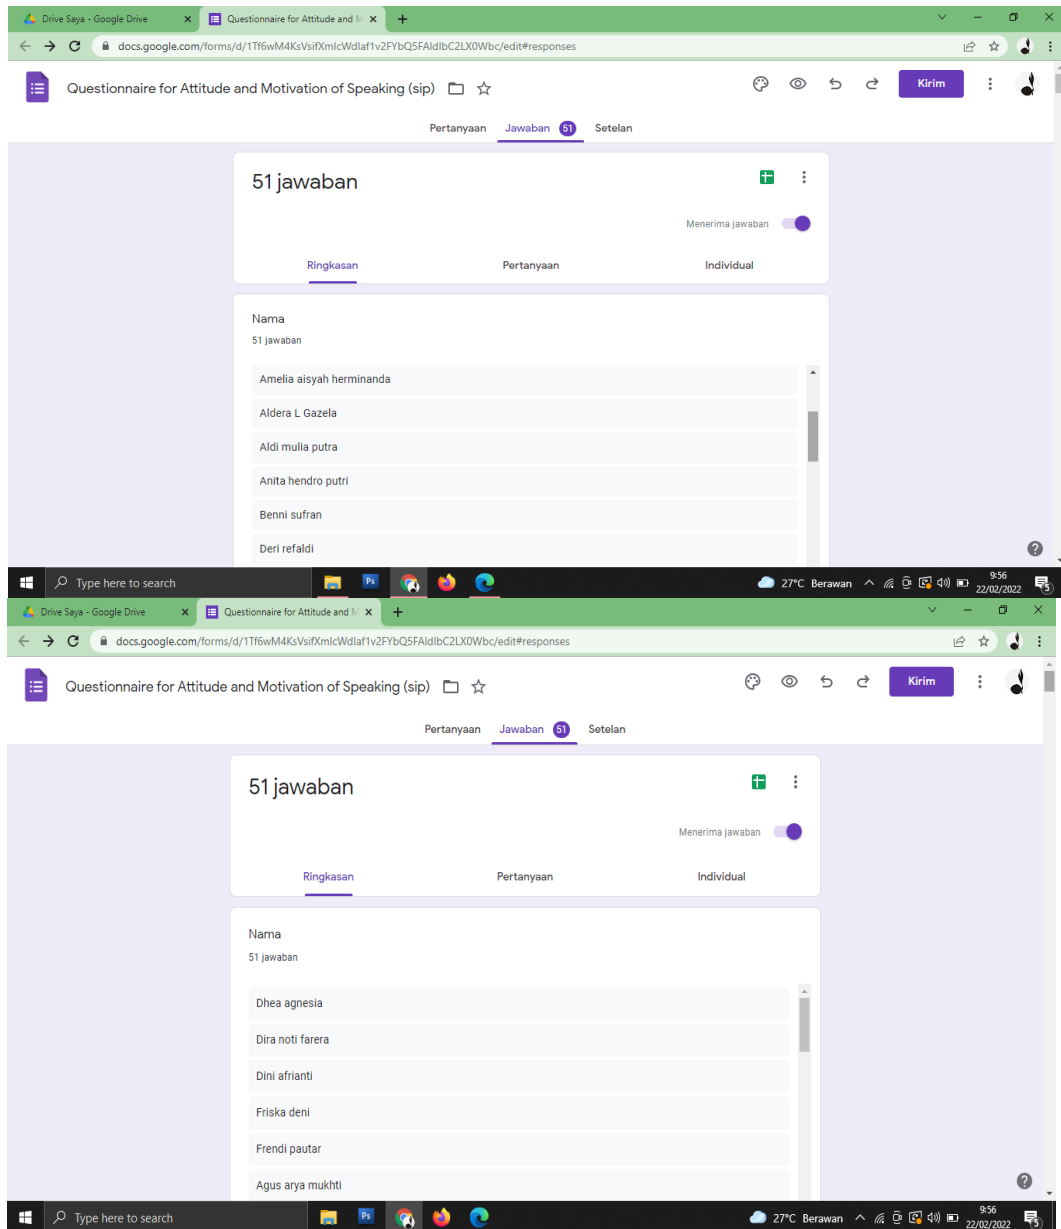 Drive Saya - Google Drive
Questionnaire for Attitude and M
docs.google.com/forms/d/1Tf6wM4KsVsifXmIcWdlaf1v2FYbQ5FAldIbC2LX0Wbc/edit#responses
Questionnaire for Attitude and Motivation of Speaking (sip)
Kirim
Pertanyaan Jawaban 51 Setelan
51 jawaban
Menerima jawaban
Ringkasan Pertanyaan Individual
Nama
51 jawaban
Amelia aisyah herminanda
Aldera L Gazela
Aldi mulia putra
Anita hendro putri
Benni sufran
Deri refaldi
Type here to search
Ps
27°C Berawan
9:56
22/02/2022
5
Drive Saya - Google Drive
Questionnaire for Attitude and M
docs.google.com/forms/d/1Tf6wM4KsVsifXmIcWdlaf1v2FYbQ5FAldIbC2LX0Wbc/edit#responses
Questionnaire for Attitude and Motivation of Speaking (sip)
Kirim
Pertanyaan Jawaban 51 Setelan
51 jawaban
Menerima jawaban
Ringkasan Pertanyaan Individual
Nama
51 jawaban
Dhea agnesia
Dira noti farera
Dini afrianti
Friska deni
Frendi pautar
Agus arya mukhti
Type here to search
Ps
27°C Berawan
9:56
22/02/2022
5